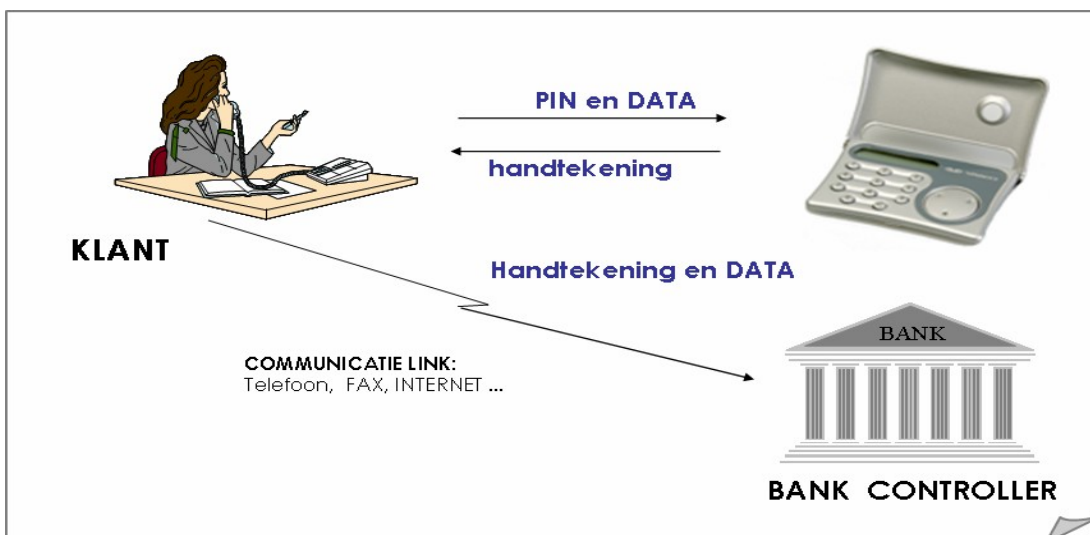 PIN en DATA
handtekening
KLANT
Handtekening en DATA
COMMUNICATIE LINK:
Telefoon, FAX, INTERNET ...
BANK
BANK CONTROLLER